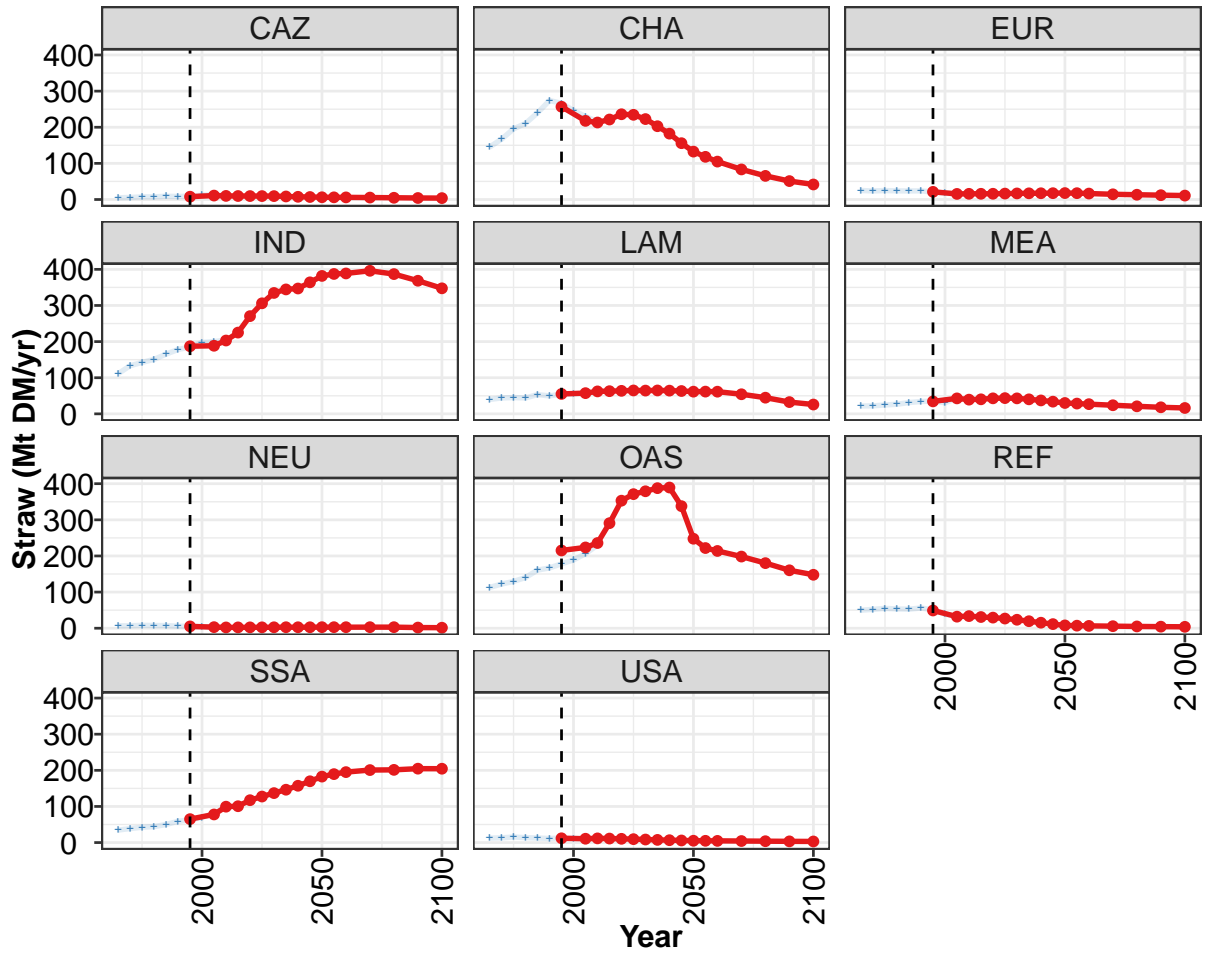 CAZ CHA EUR
400
300
200
100
0
IND LAM MEA
400
300
200
100
0
NEU OAS REF
400
300
200
100
0
2000 2050 2100
SSA USA
400
300
200
100
0
2000 2050 2100 2000 2050 2100
Year
Straw (Mt DM/yr)